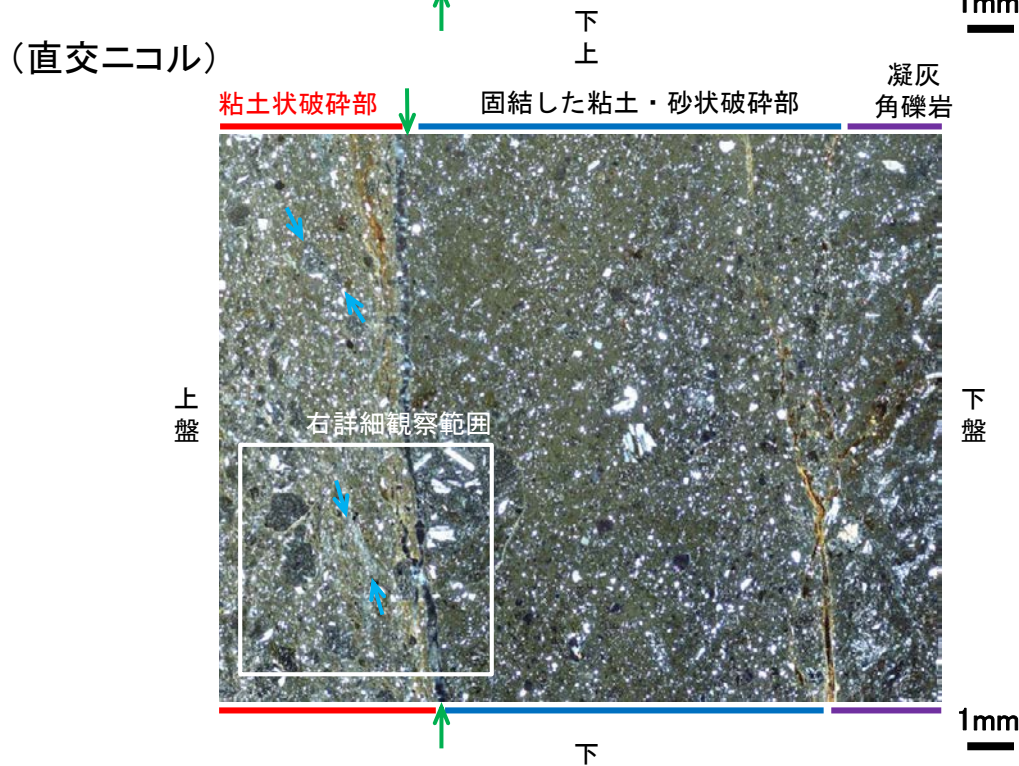 1mm
下
上
（直交ニコル）
粘土状破砕部
固結した粘土・砂状破砕部
凝灰
角礫岩
上
盤
下
盤
右詳細観察範囲
1mm
下